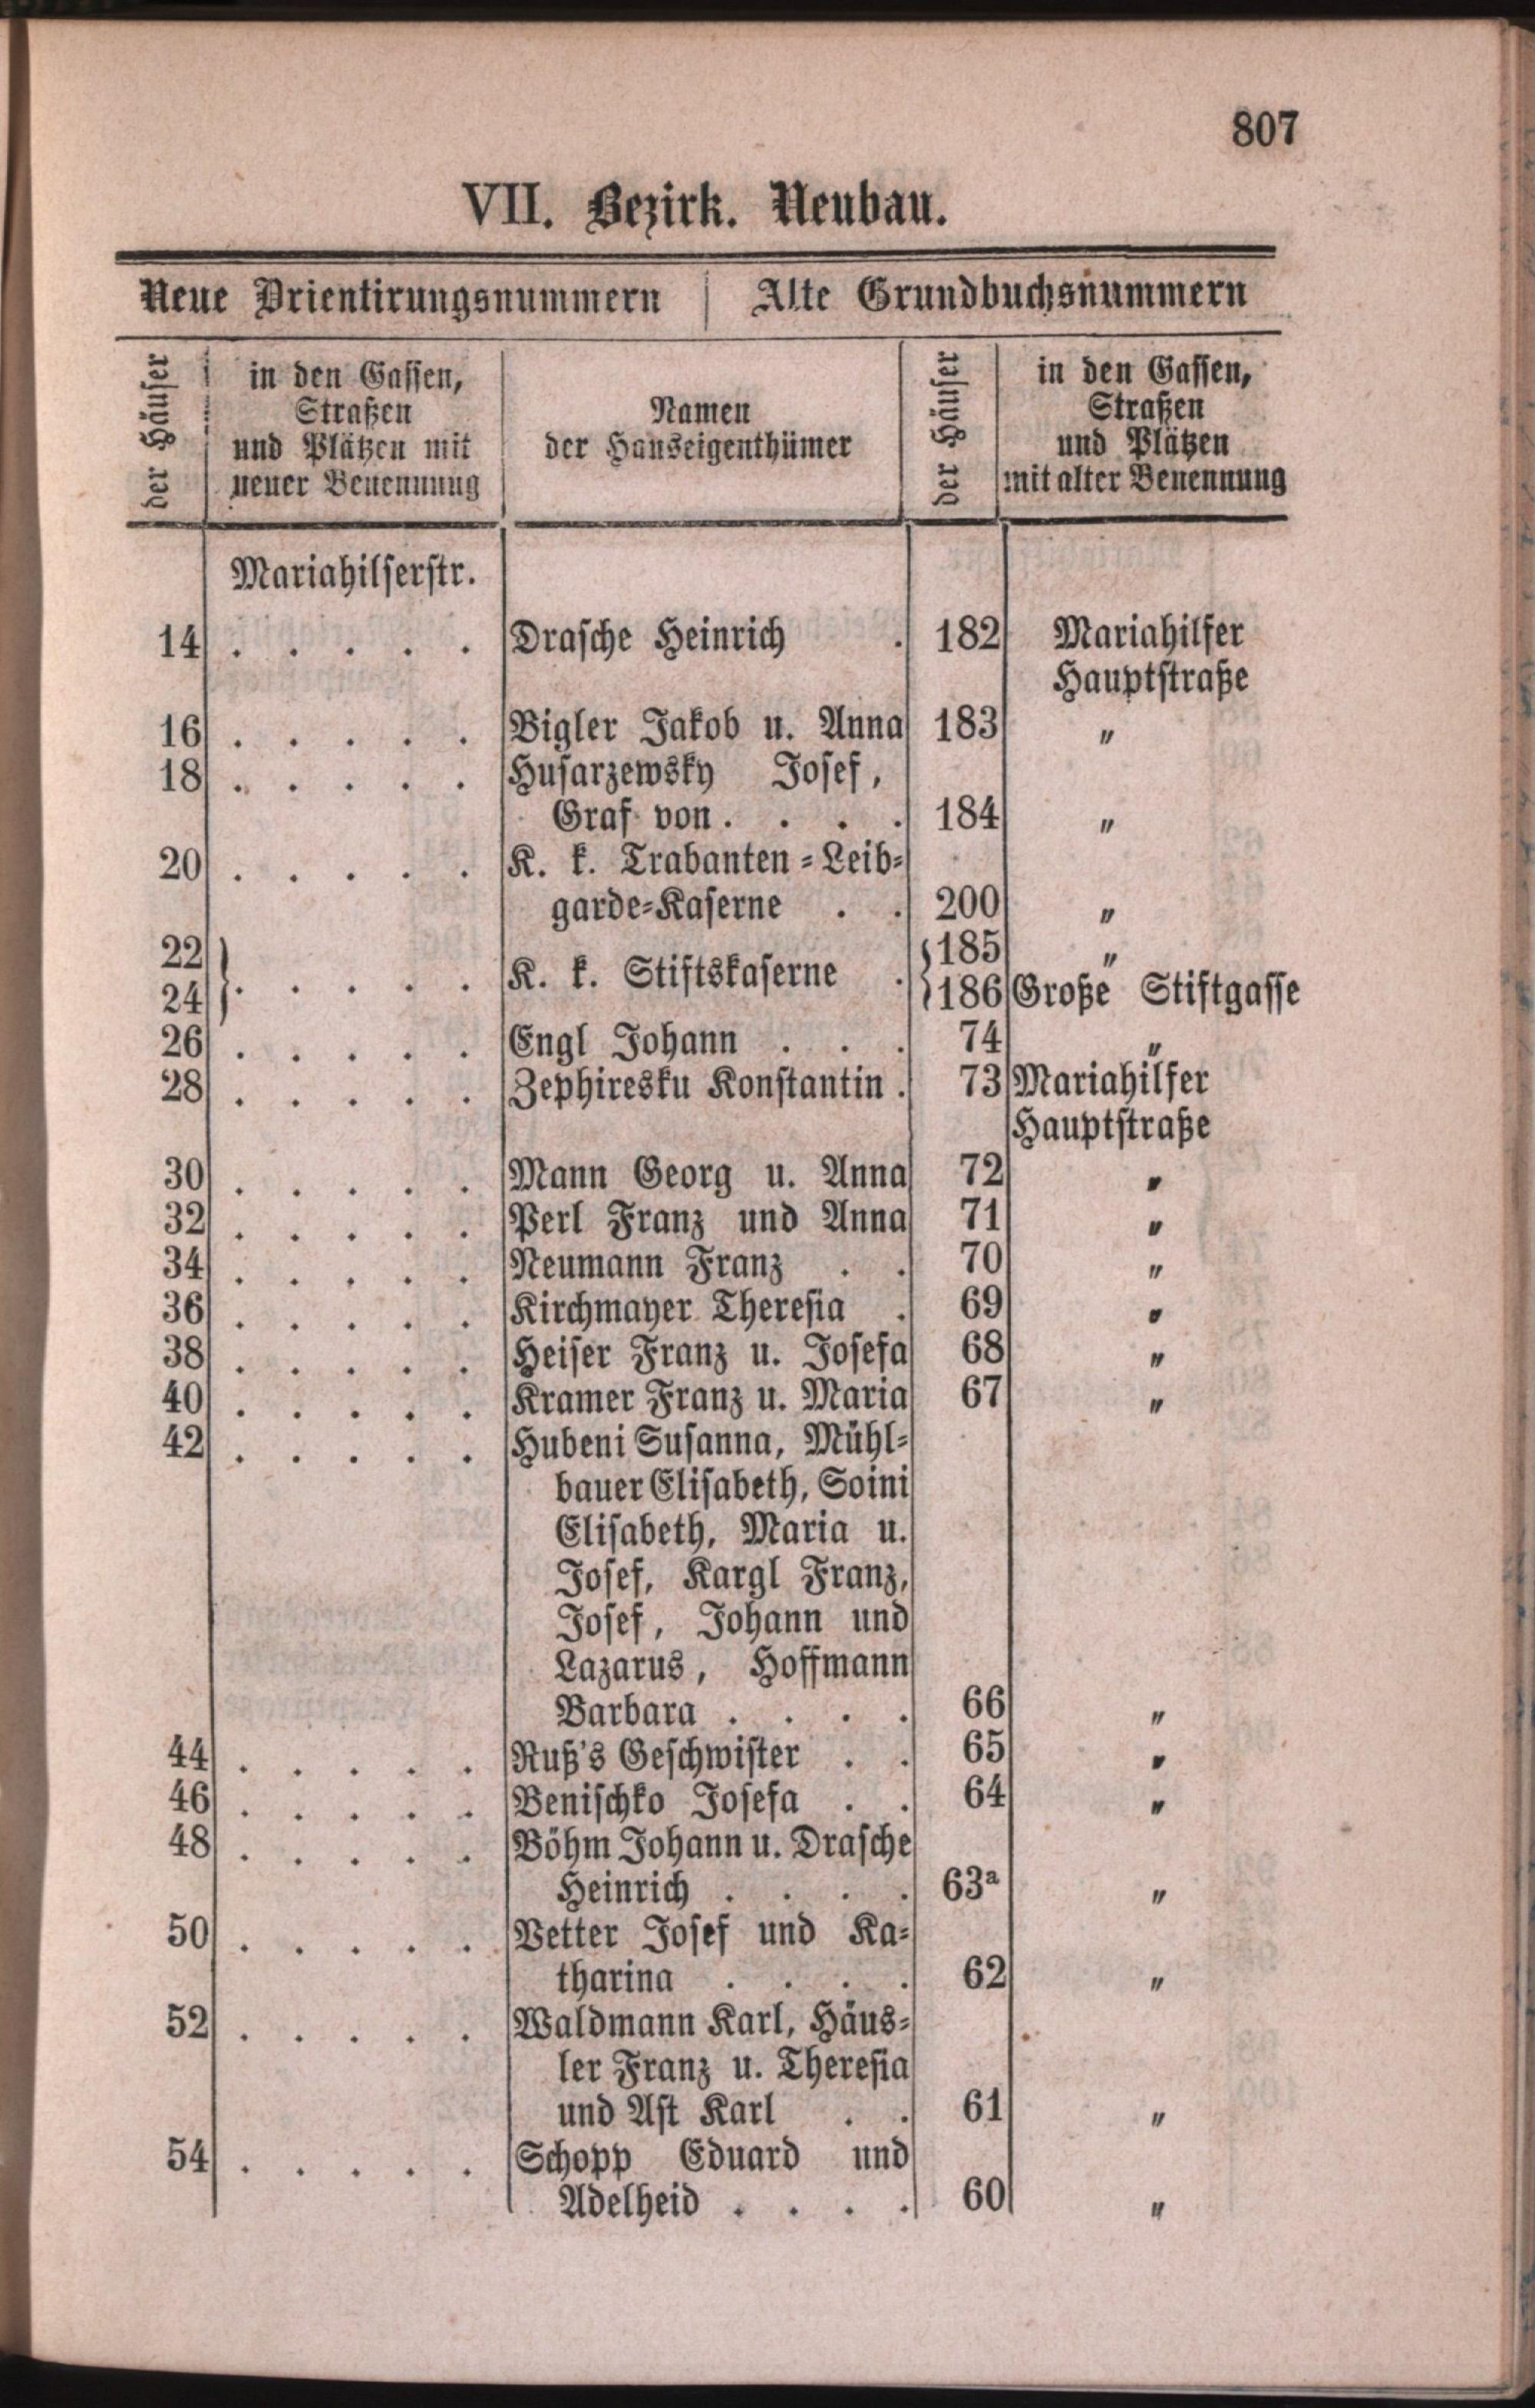 807
VII. Bezirk. Neubau.
Neue Orientirungsnummern | Alte Grundbuchsnummern
der Häuser
in den Gassen,
Straßen
und Plätzen mit
neuer Benennung
Namen
der Hauseigenthümer
der Häuser
in den Gassen,
Straßen
und Plätzen
mit alter Benennung
Mariahilferstr.
14 . . . . . Drasche Heinrich . 182 Mariahilfer
Hauptstraße
16 . . . . . Bigler Jakob u. Anna 183 "
18 . . . . . Husarzewsky Josef,
Graf von . . . . 184 "
20 . . . . . K. k. Trabanten-Leib-
garde-Kaserne . . 200 "
22 } 185 "
. . . . . K. k. Stiftskaserne .
24 } 186 Große Stiftgasse
26 . . . . . Engl Johann . . . 74 "
28 . . . . . Zephiresku Konstantin . 73 Mariahilfer
Hauptstraße
30 . . . . . Mann Georg u. Anna 72 "
32 . . . . . Perl Franz und Anna 71 "
34 . . . . . Neumann Franz . . 70 "
36 . . . . . Kirchmayer Theresia . 69 "
38 . . . . . Heiser Franz u. Josefa 68 "
40 . . . . . Kramer Franz u. Maria 67 "
42 . . . . . Hubeni Susanna, Mühl-
bauer Elisabeth, Soini
Elisabeth, Maria u.
Josef, Kargl Franz,
Josef, Johann und
Lazarus, Hoffmann
Barbara . . . . 66 "
44 . . . . . Ruß's Geschwister . . 65 "
46 . . . . . Benischko Josefa . . 64 "
48 . . . . . Böhm Johann u. Drasche
Heinrich . . . . 63a "
50 . . . . . Vetter Josef und Ka-
tharina . . . . 62 "
52 . . . . . Waldmann Karl, Häus-
ler Franz u. Theresia
und Ast Karl . . 61 "
54 . . . . . Schopp Eduard und
Adelheid . . . . 60 "